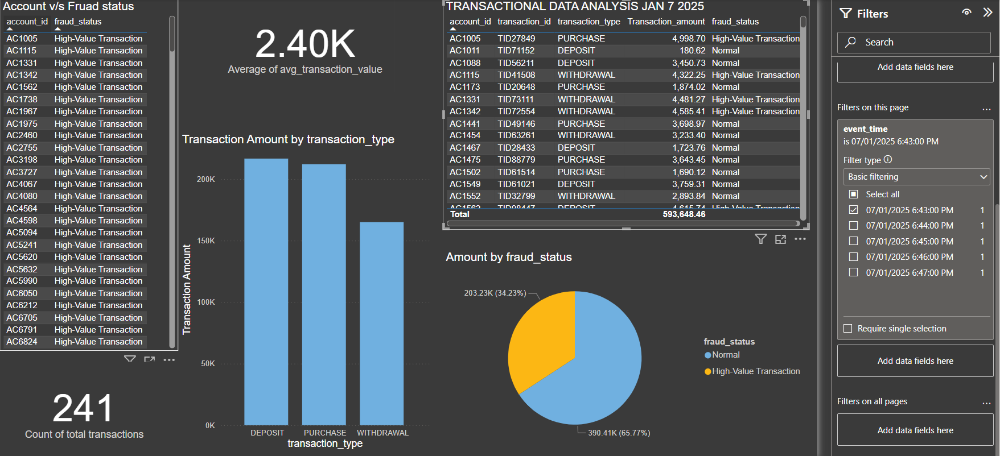 Account v/s Fruad status
account_id fraud_status
AC1005 High-Value Transaction
AC1115 High-Value Transaction
AC1331 High-Value Transaction
AC1342 High-Value Transaction
AC1562 High-Value Transaction
AC1738 High-Value Transaction
AC1967 High-Value Transaction
AC1975 High-Value Transaction
AC2460 High-Value Transaction
AC2755 High-Value Transaction
AC3198 High-Value Transaction
AC3727 High-Value Transaction
AC4067 High-Value Transaction
AC4080 High-Value Transaction
AC4564 High-Value Transaction
AC4598 High-Value Transaction
AC5094 High-Value Transaction
AC5241 High-Value Transaction
AC5620 High-Value Transaction
AC5632 High-Value Transaction
AC5990 High-Value Transaction
AC6050 High-Value Transaction
AC6212 High-Value Transaction
AC6705 High-Value Transaction
AC6791 High-Value Transaction
AC6824 High-Value Transaction
241
Count of total transactions
2.40K
Average of avg_transaction_value
Transaction Amount by transaction_type
Transaction Amount
200K
150K
100K
50K
0K
DEPOSIT PURCHASE WITHDRAWAL
transaction_type
TRANSACTIONAL DATA ANALYSIS JAN 7 2025
account_id transaction_id transaction_type Transaction_amount fraud_status
AC1005 TID27849 PURCHASE 4,998.70 High-Value Transaction
AC1011 TID71152 DEPOSIT 180.62 Normal
AC1088 TID56211 DEPOSIT 3,450.73 Normal
AC1115 TID41508 WITHDRAWAL 4,322.25 High-Value Transaction
AC1173 TID20648 PURCHASE 1,874.02 Normal
AC1331 TID73111 WITHDRAWAL 4,481.27 High-Value Transaction
AC1342 TID72554 WITHDRAWAL 4,585.41 High-Value Transaction
AC1441 TID49146 PURCHASE 3,698.97 Normal
AC1454 TID63261 WITHDRAWAL 3,233.40 Normal
AC1467 TID28433 DEPOSIT 1,723.76 Normal
AC1475 TID88779 PURCHASE 3,643.45 Normal
AC1502 TID61514 PURCHASE 1,690.12 Normal
AC1549 TID61021 DEPOSIT 3,759.31 Normal
AC1552 TID32799 WITHDRAWAL 2,893.84 Normal
AC1562 DEPOSIT High-Value Transaction
Total 593,648.46
Amount by fraud_status
203.23K (34.23%)
390.41K (65.77%)
fraud_status
Normal
High-Value Transaction
Filters
Search
Add data fields here
Filters on this page ...
event_time
is 07/01/2025 6:43:00 PM
Filter type
Basic filtering
Select all
07/01/2025 6:43:00 PM 1
07/01/2025 6:44:00 PM 1
07/01/2025 6:45:00 PM 1
07/01/2025 6:46:00 PM 1
07/01/2025 6:47:00 PM 1
Require single selection
Add data fields here
Filters on all pages ...
Add data fields here